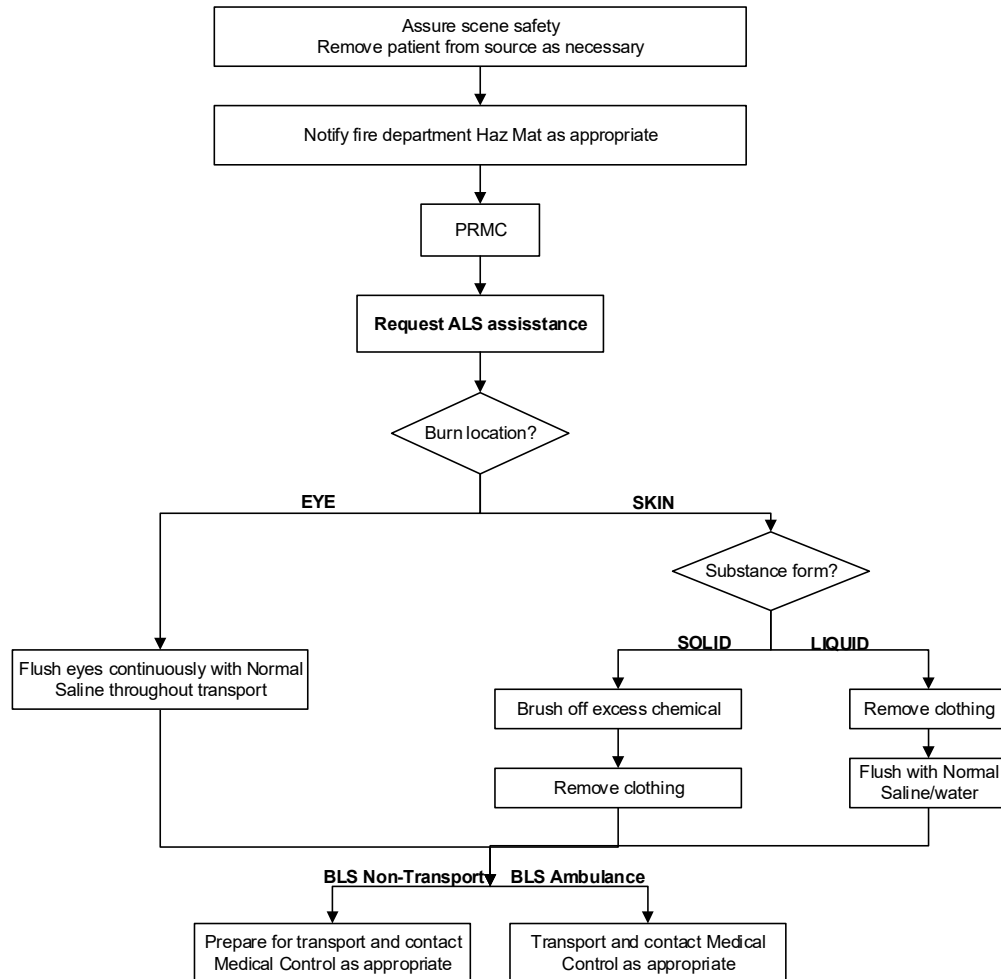 Assure scene safety
Remove patient from source as necessary
Notify fire department Haz Mat as appropriate
PRMC
Request ALS assisstance
Burn location?
EYE
SKIN
Substance form?
SOLID
LIQUID
Flush eyes continuously with Normal
Saline throughout transport
Brush off excess chemical
Remove clothing
Remove clothing
Flush with Normal
Saline/water
BLS Non-Transport
BLS Ambulance
Prepare for transport and contact
Medical Control as appropriate
Transport and contact Medical
Control as appropriate